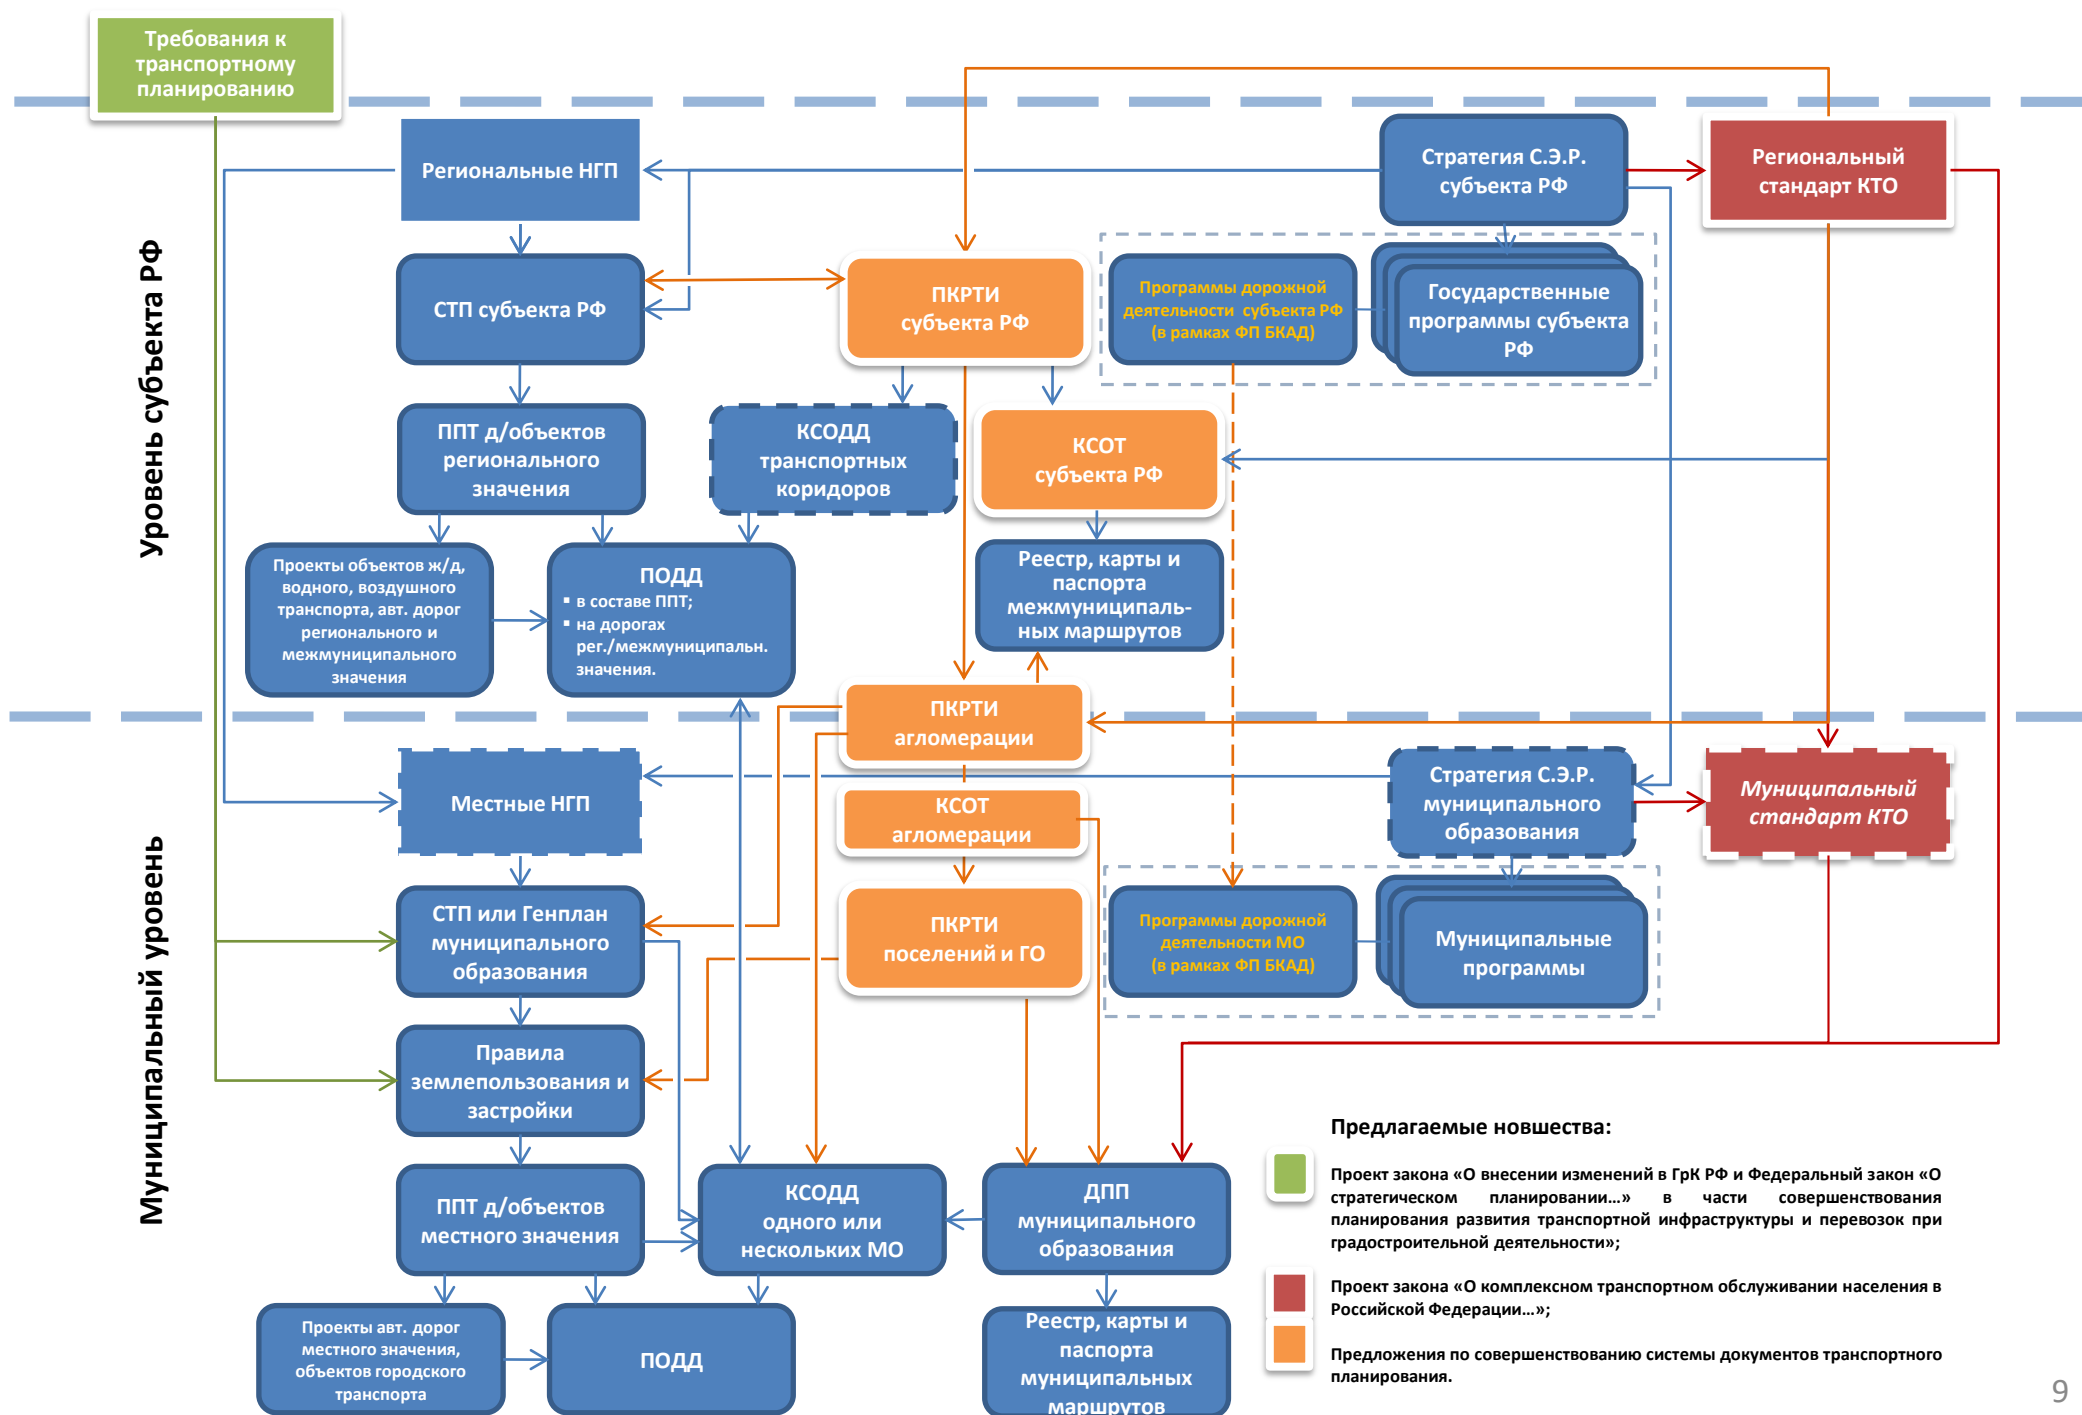 Требования к
транспортному
планированию
Уровень субъекта РФ
Региональные НГП
Стратегия С.Э.Р.
субъекта РФ
Региональный
стандарт КТО
СТП субъекта РФ
ПКРТИ
субъекта РФ
Программы дорожной
деятельности субъекта РФ
(в рамках ФП БКАД)
Государственные
программы субъекта
РФ
ППТ д/объектов
регионального
значения
КСОДД
транспортных
коридоров
КСОТ
субъекта РФ
Проекты объектов ж/д,
водного, воздушного
транспорта, авт. дорог
регионального и
межмуниципального
значения
ПОДД
▪ в составе ППТ;
▪ на дорогах
рег./межмуниципальн.
значения.
Реестр, карты и
паспорта
межмуниципаль-
ных маршрутов
ПКРТИ
агломерации
Муниципальный уровень
Местные НГП
КСОТ
агломерации
Стратегия С.Э.Р.
муниципального
образования
Муниципальный
стандарт КТО
СТП или Генплан
муниципального
образования
ПКРТИ
поселений и ГО
Программы дорожной
деятельности МО
(в рамках ФП БКАД)
Муниципальные
программы
Правила
землепользования и
застройки
ППТ д/объектов
местного значения
КСОДД
одного или
нескольких МО
ДПП
муниципального
образования
Проекты авт. дорог
местного значения,
объектов городского
транспорта
ПОДД
Реестр, карты и
паспорта
муниципальных
маршрутов
Предлагаемые новшества:
Проект закона «О внесении изменений в ГрК РФ и Федеральный закон «О
стратегическом планировании…» в части совершенствования
планирования развития транспортной инфраструктуры и перевозок при
градостроительной деятельности»;
Проект закона «О комплексном транспортном обслуживании населения в
Российской Федерации…»;
Предложения по совершенствованию системы документов транспортного
планирования.
9